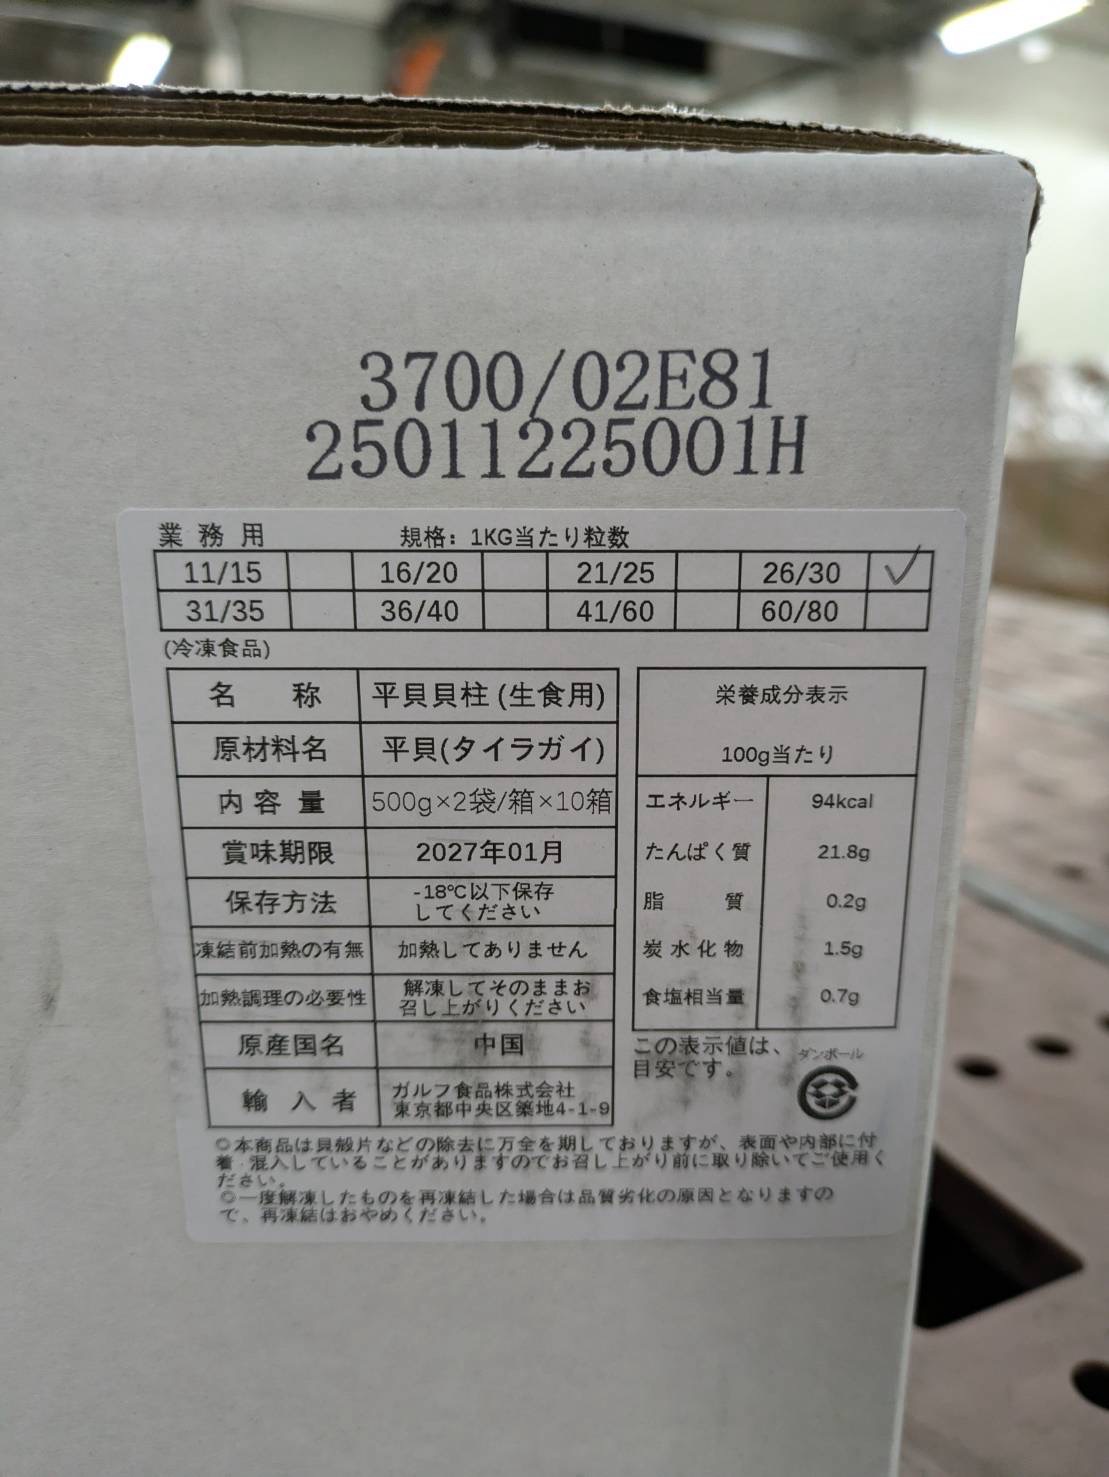 3700/02E81
25011225001H
業務用 規格：1KG当たり粒数
11/15 16/20 21/25 26/30 ✓
31/35 36/40 41/60 60/80
(冷凍食品)
名 称 平貝貝柱(生食用)
原材料名 平貝(タイラガイ)
内容量 500g×2袋/箱×10箱
賞味期限 2027年01月
保存方法 -18℃以下保存
してください
凍結前加熱の有無 加熱してありません
加熱調理の必要性 解凍してそのままお
召し上がりください
原産国名 中国
輸入者 ガルフ食品株式会社
東京都中央区築地4-1-9
栄養成分表示
100g当たり
エネルギー 94kcal
たんぱく質 21.8g
脂 質 0.2g
炭水化物 1.5g
食塩相当量 0.7g
この表示値は、
目安です。
ダンボール
◎本商品は貝殻片などの除去に万全を期しておりますが、表面や内部に付
着・混入していることがありますのでお召し上がり前に取り除いてご使用く
ださい。
◎一度解凍したものを再凍結した場合は品質劣化の原因となりますの
で、再凍結はおやめください。